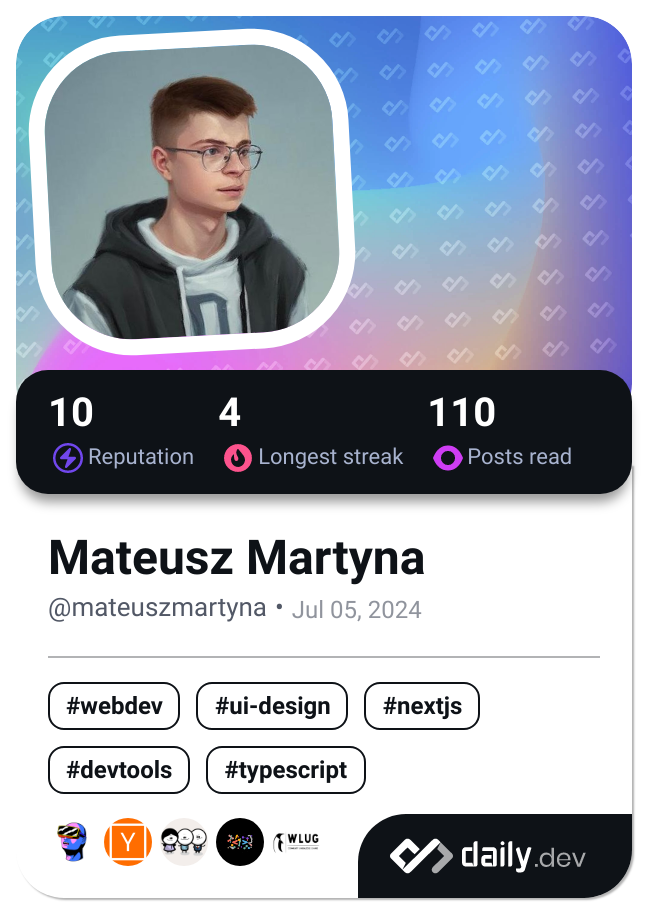 10 4 110
Reputation Longest streak Posts read
Mateusz Martyna
@mateuszmartyna • Jul 05, 2024
#webdev #ui-design #nextjs
#devtools #typescript
Y WLUG
daily.dev